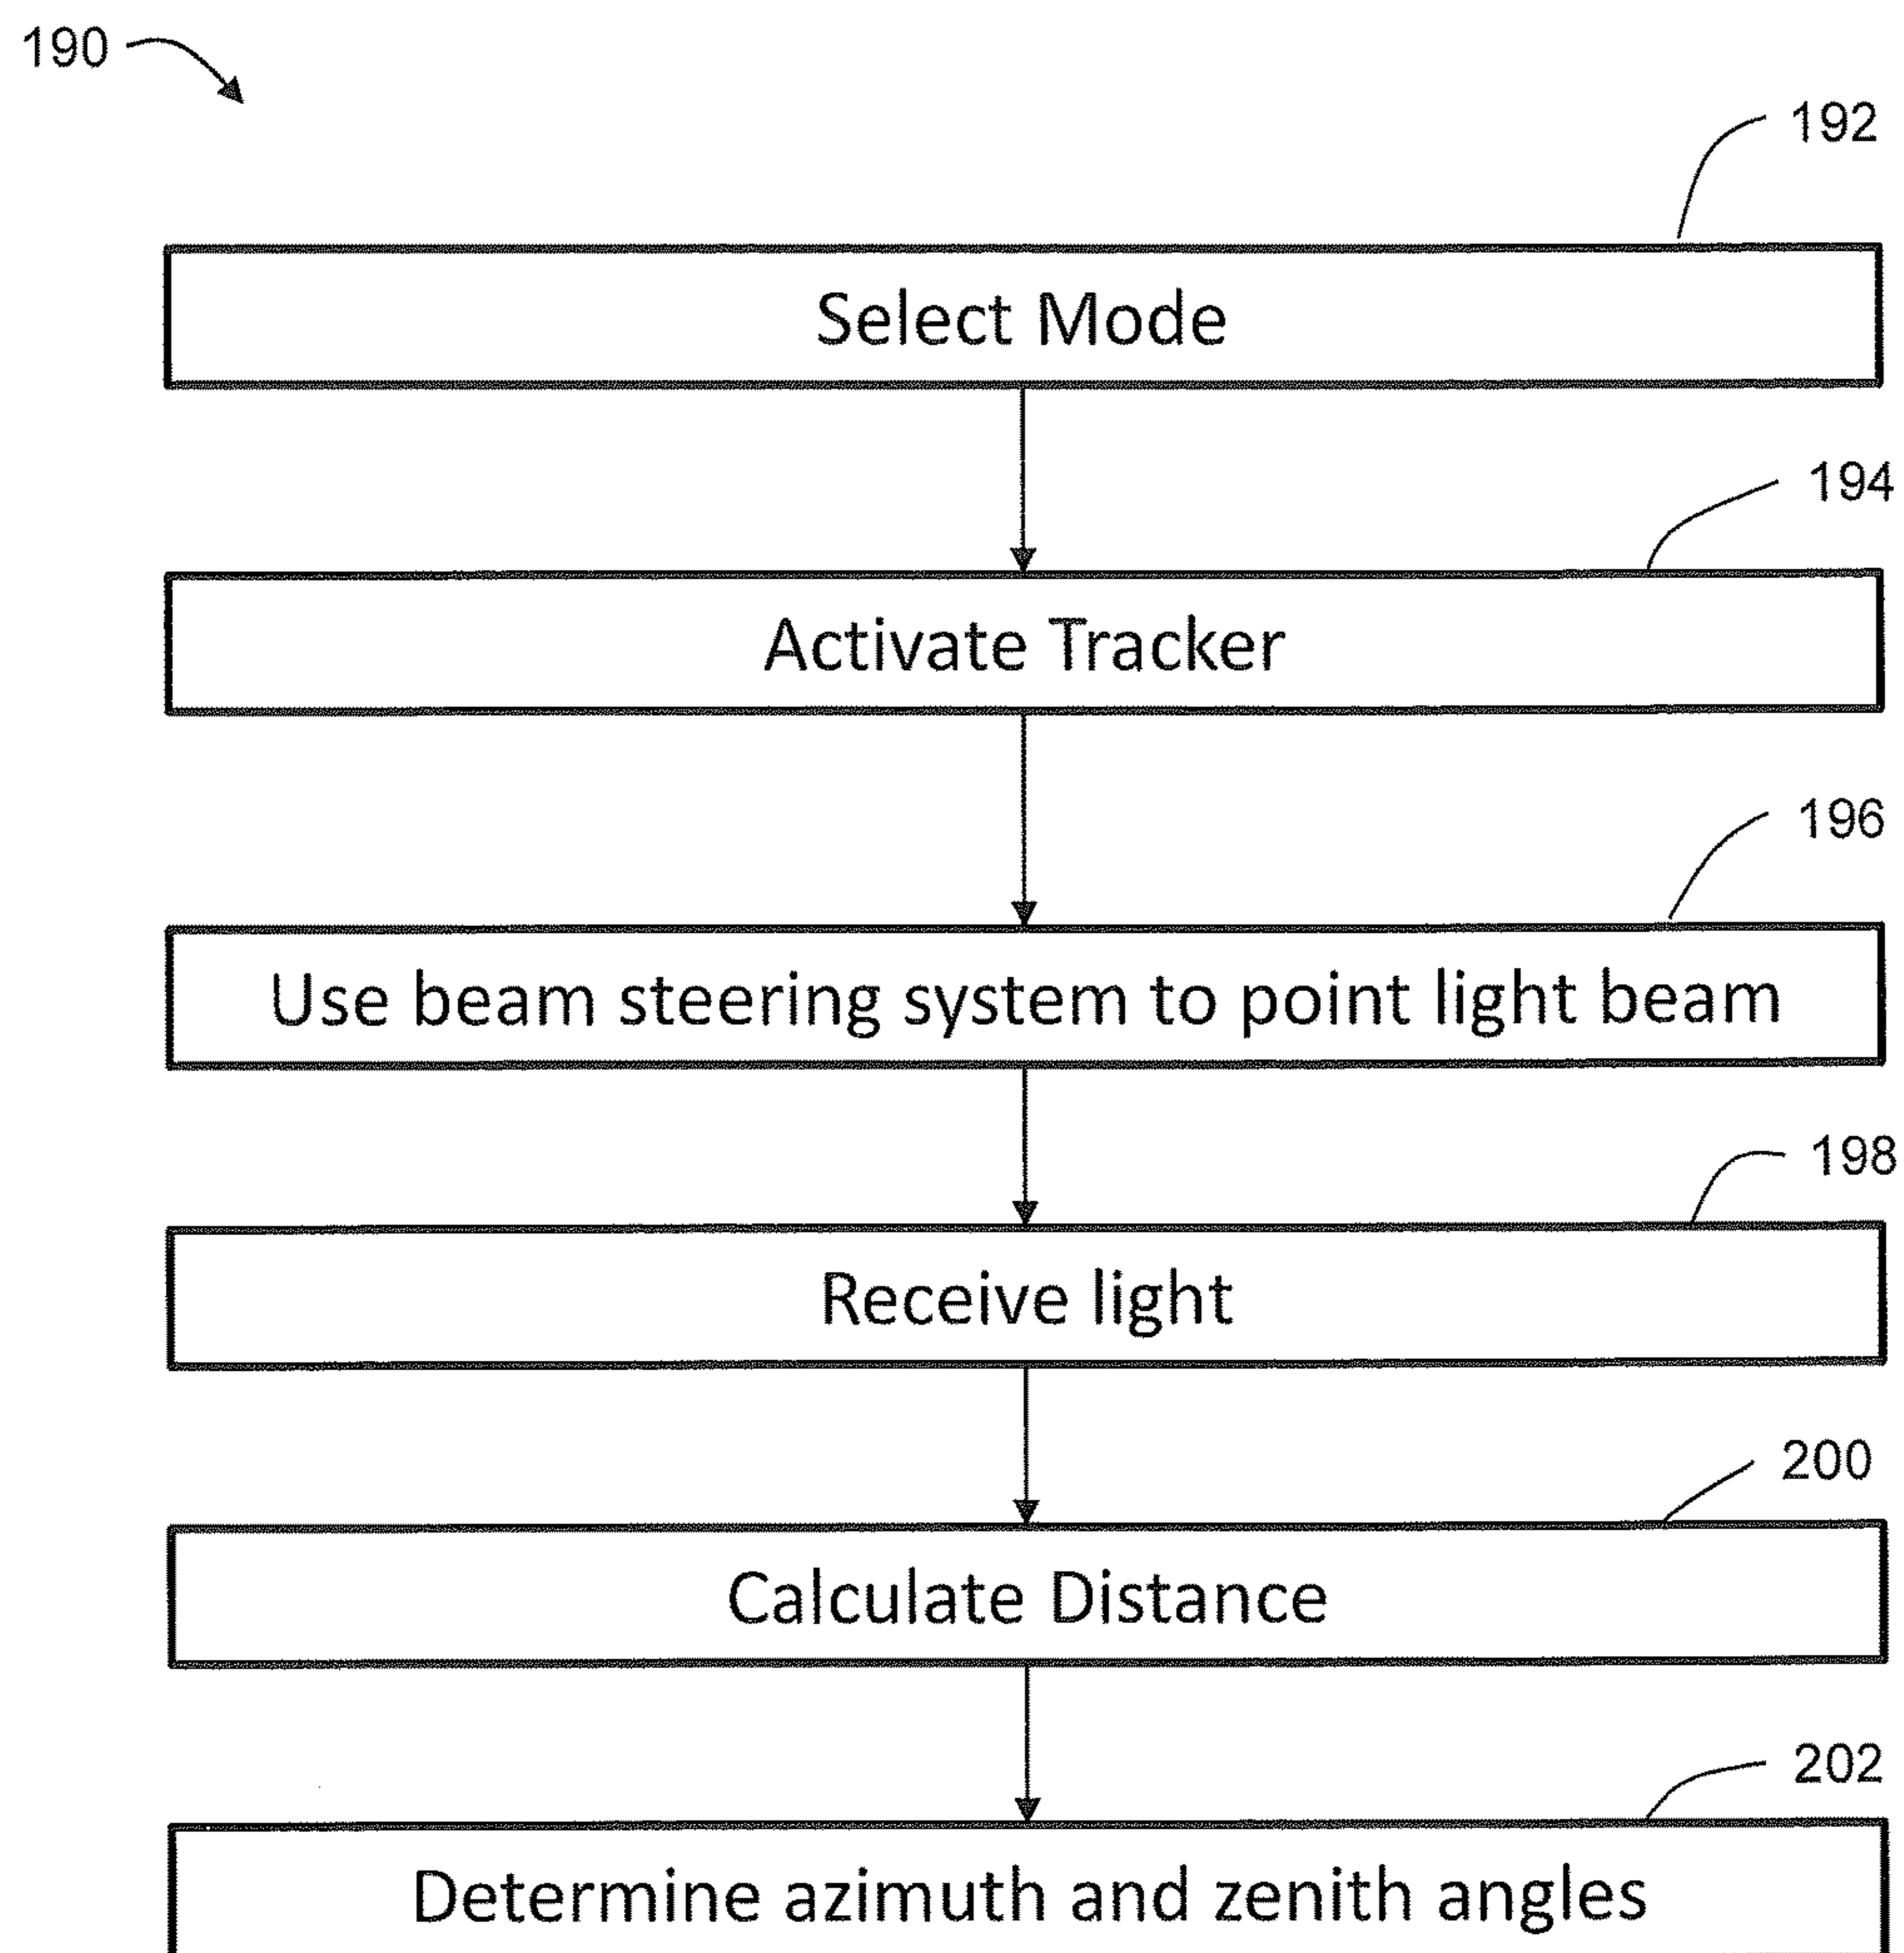 190
192
Select Mode
194
Activate Tracker
196
Use beam steering system to point light beam
198
Receive light
200
Calculate Distance
202
Determine azimuth and zenith angles